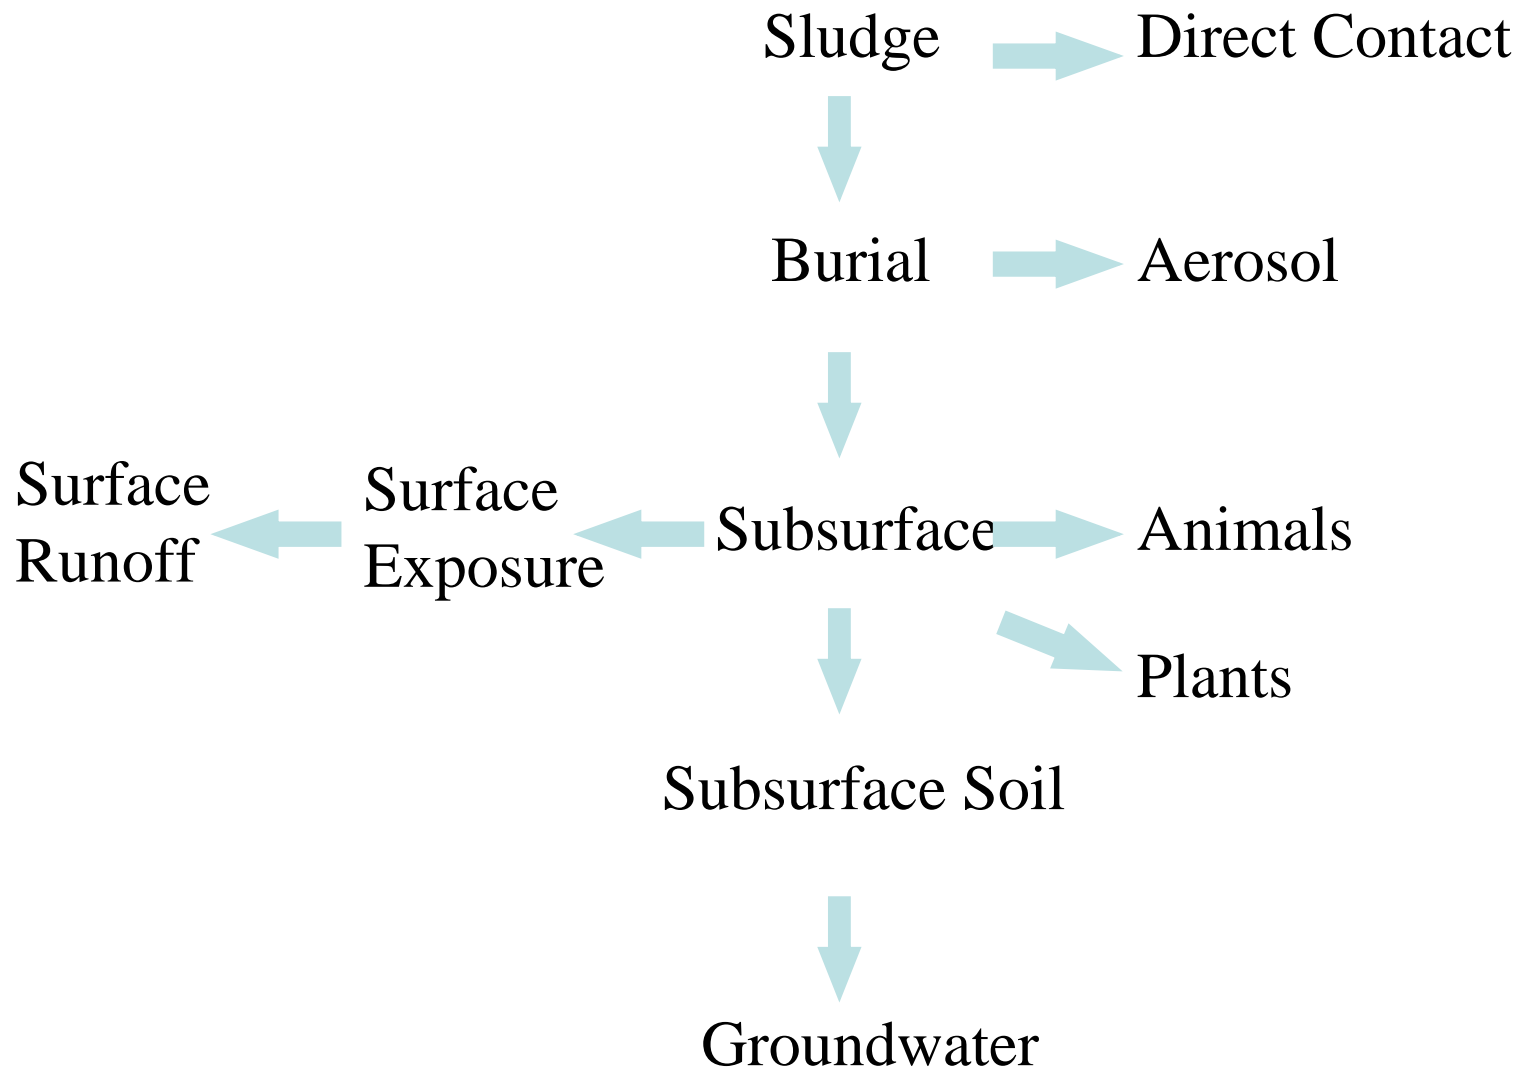 Sludge
Direct Contact
Burial
Aerosol
Surface
Runoff
Surface
Exposure
Subsurface
Animals
Plants
Subsurface Soil
Groundwater